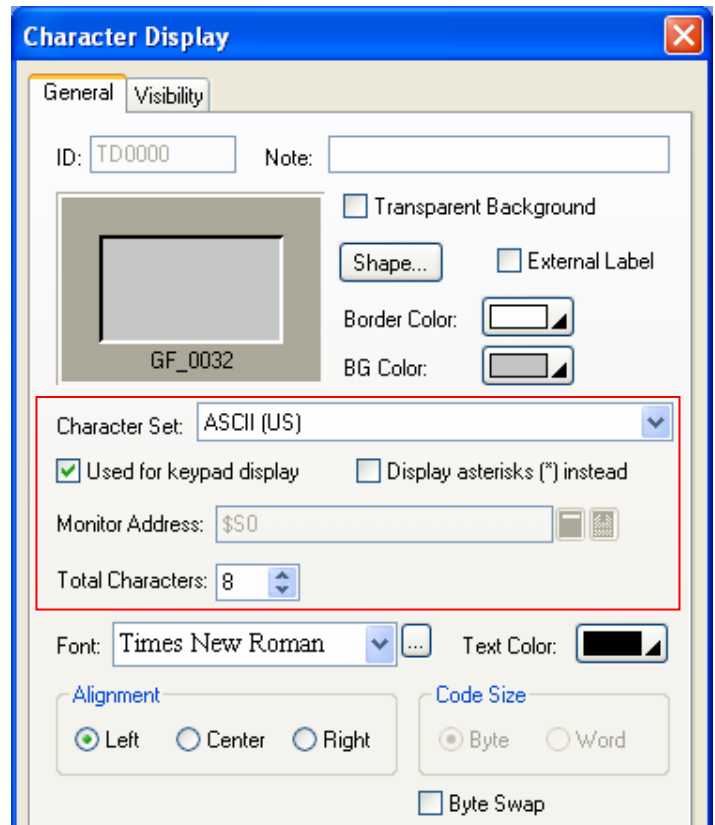 Character Display
General Visibility
ID: TD0000 Note:
Transparent Background
Shape... External Label
Border Color:
GF_0032
BG Color:
Character Set: ASCII (US)
Used for keypad display Display asterisks (*) instead
Monitor Address: $S0
Total Characters: 8
Font: Times New Roman ... Text Color:
Alignment Code Size
Left Center Right Byte Word
Byte Swap